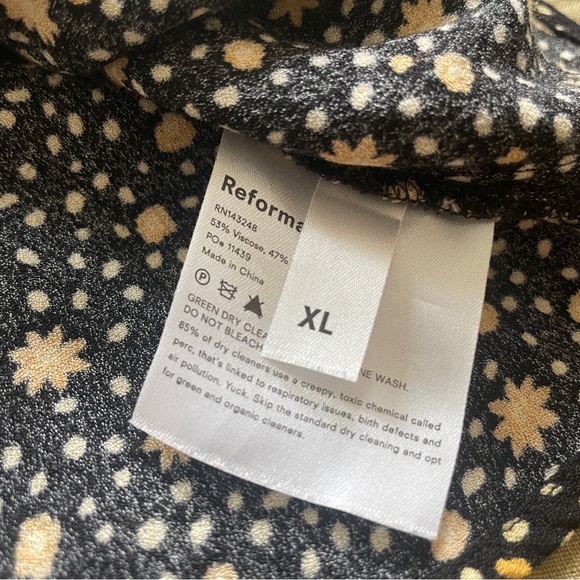 Reforma
RN143248
53% Viscose, 47%
PO# 11439
Made in China
P
XL
GREEN DRY CLEA
NE WASH.
DO NOT BLEACH
85% of dry cleaners use a creepy, toxic chemical called
perc, that's linked to respiratory issues, birth defects and
air pollution. Yuck. Skip the standard dry cleaning and opt
for green and organic cleaners.